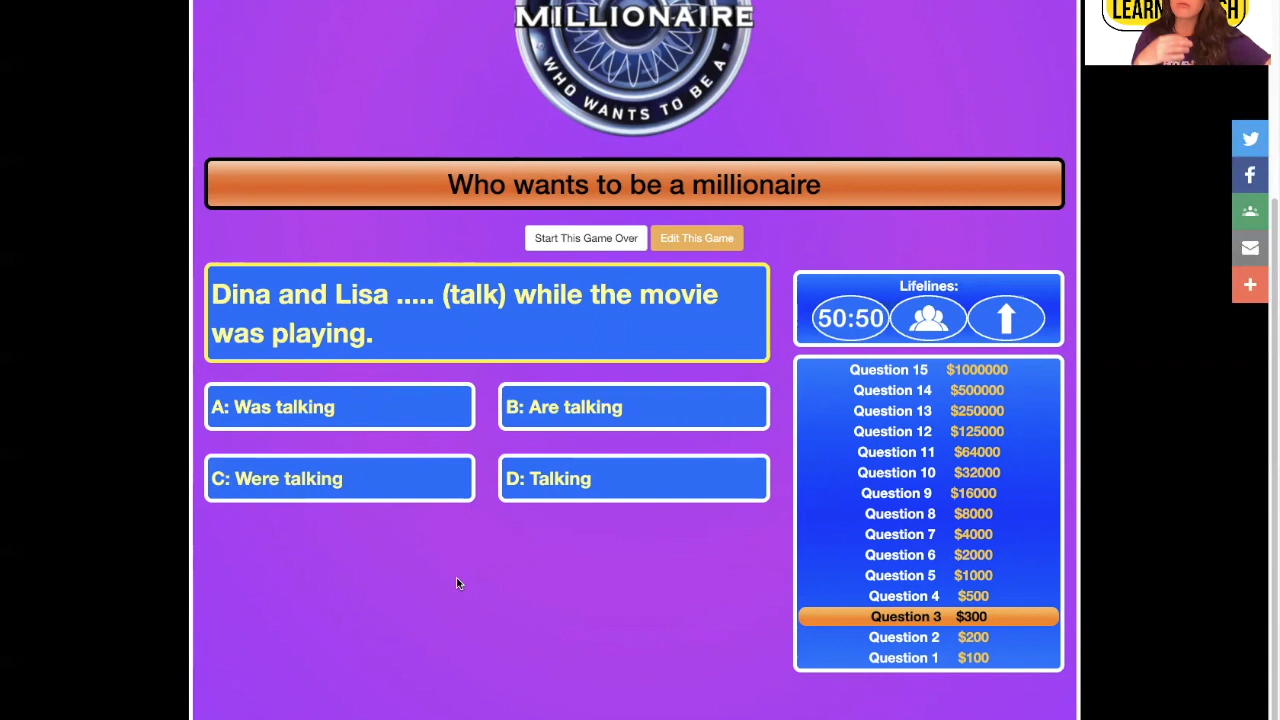 MILLIONAIRE
WHO WANTS TO BE A
Who wants to be a millionaire
Start This Game Over
Edit This Game
Dina and Lisa ..... (talk) while the movie
was playing.
A: Was talking
B: Are talking
C: Were talking
D: Talking
Lifelines:
50:50
Question 15 $1000000
Question 14 $500000
Question 13 $250000
Question 12 $125000
Question 11 $64000
Question 10 $32000
Question 9 $16000
Question 8 $8000
Question 7 $4000
Question 6 $2000
Question 5 $1000
Question 4 $500
Question 3 $300
Question 2 $200
Question 1 $100
LEARN